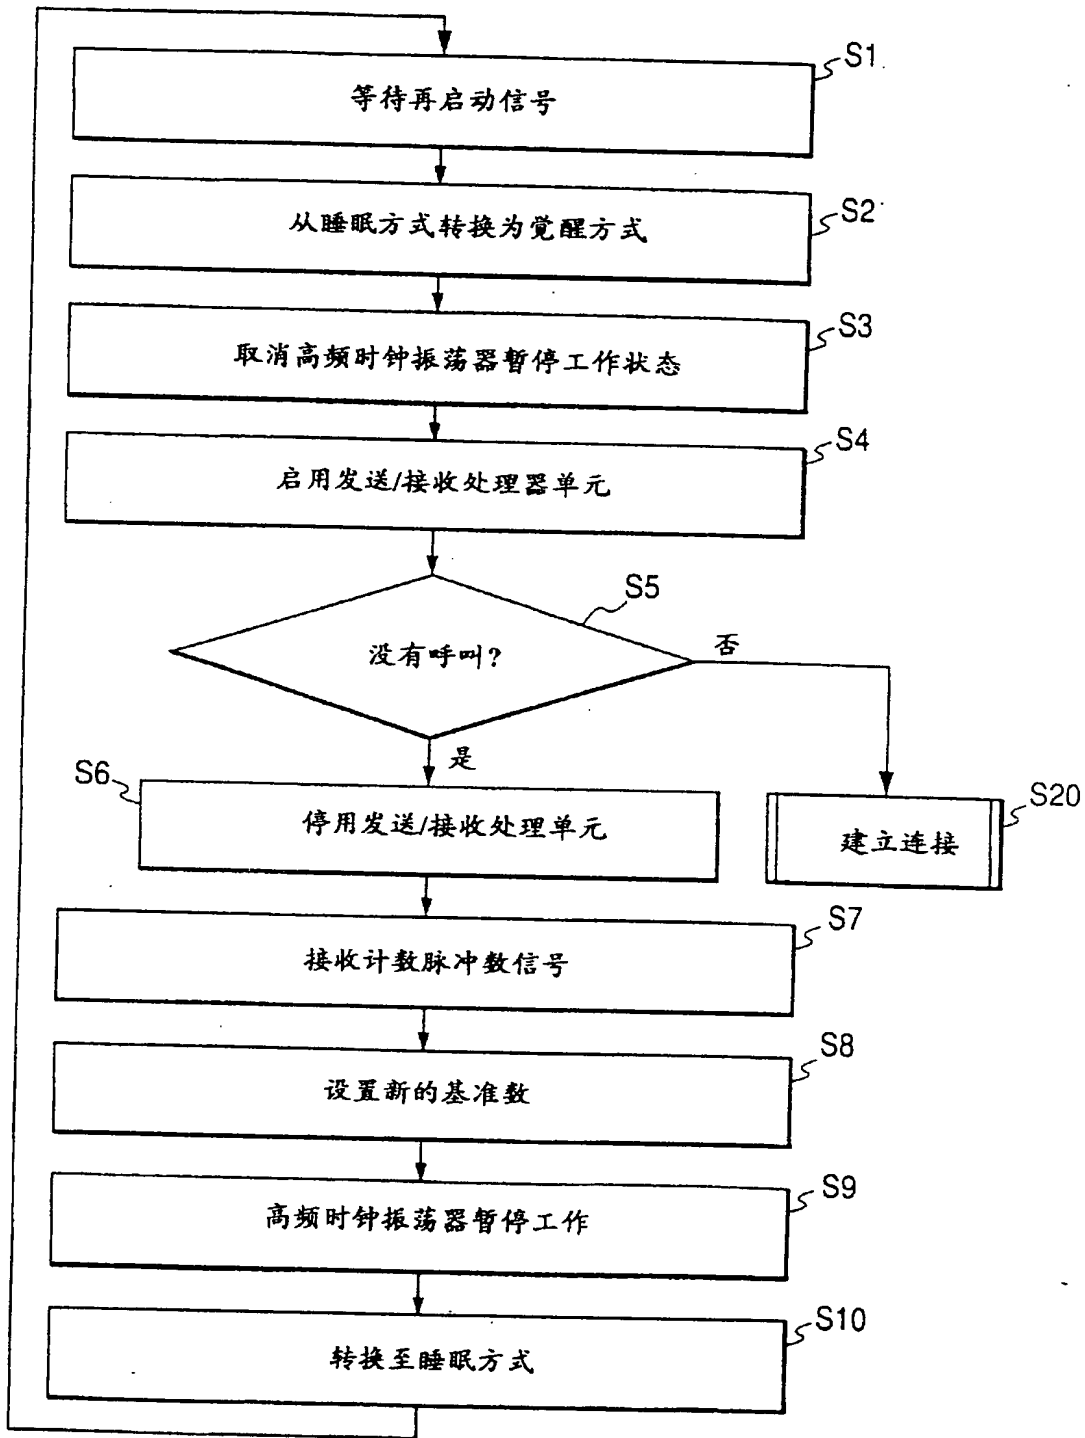 S1
等待再启动信号
S2
从睡眠方式转换为觉醒方式
S3
取消高频时钟振荡器暂停工作状态
S4
启用发送/接收处理器单元
S5
没有呼叫?
否
是
S6
停用发送/接收处理单元
S20
建立连接
S7
接收计数脉冲数信号
S8
设置新的基准数
S9
高频时钟振荡器暂停工作
S10
转换至睡眠方式